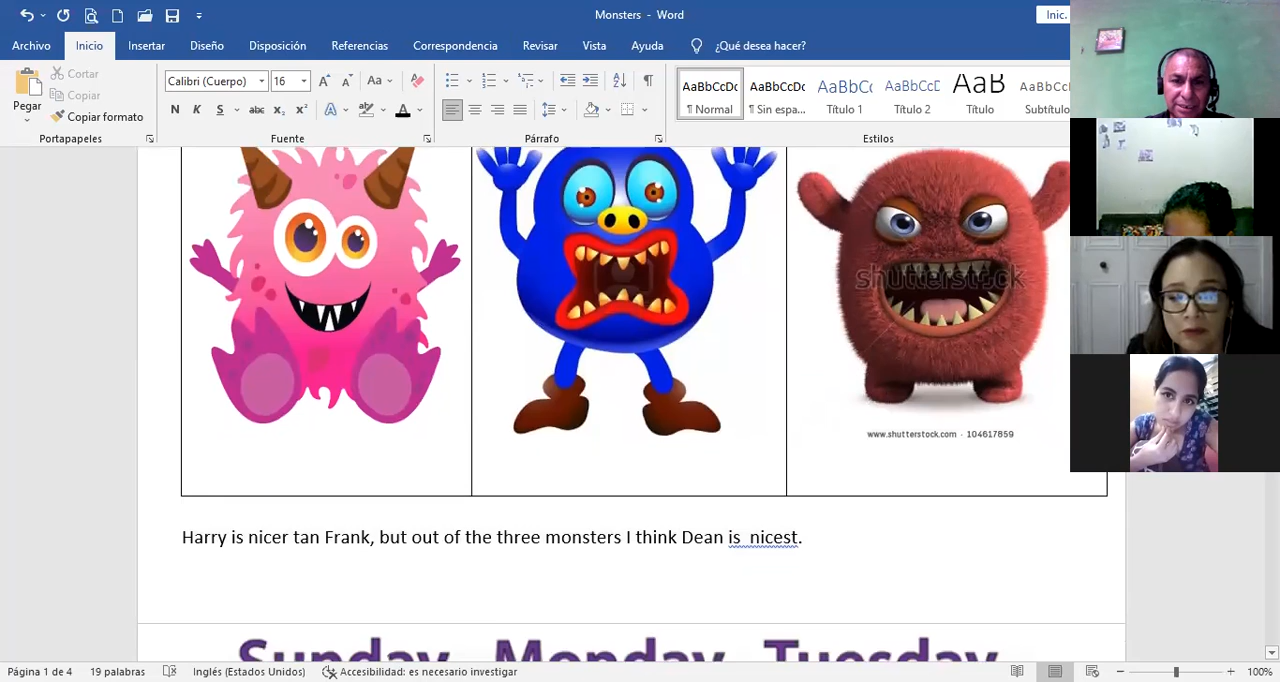 Monsters - Word
Inic.
Archivo
Inicio
Insertar
Diseño
Disposición
Referencias
Correspondencia
Revisar
Vista
Ayuda
¿Qué desea hacer?
Pegar
Cortar
Copiar
Copiar formato
Portapapeles
Calibri (Cuerpo)
16
Aa
N K S abc x₂ x²
Fuente
Párrafo
AaBbCcDc
¶ Normal
AaBbCcDc
¶ Sin espa...
AaBbCc
Título 1
AaBbCcD
Título 2
AaB
Título
AaBbCc
Subtítulo
Estilos
shutterstock
www.shutterstock.com · 104617859
Harry is nicer tan Frank, but out of the three monsters I think Dean is nicest.
Sunday Monday Tuesday
Página 1 de 4
19 palabras
Inglés (Estados Unidos)
Accesibilidad: es necesario investigar
100%